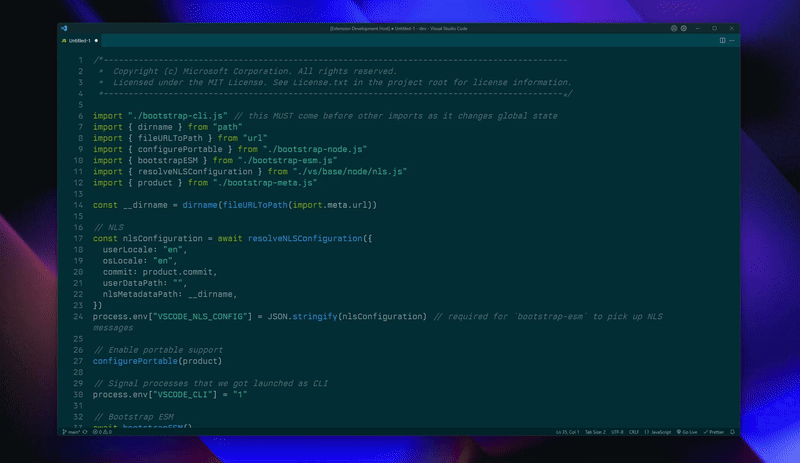 [Extension Development Host] ● Untitled-1 - dev - Visual Studio Code
Untitled-1 ●
1 /*---------------------------------------------------------------------------------------------
2 * Copyright (c) Microsoft Corporation. All rights reserved.
3 * Licensed under the MIT License. See License.txt in the project root for license information.
4 *--------------------------------------------------------------------------------------------*/
5
6 import "./bootstrap-cli.js" // this MUST come before other imports as it changes global state
7 import { dirname } from "path"
8 import { fileURLToPath } from "url"
9 import { configurePortable } from "./bootstrap-node.js"
10 import { bootstrapESM } from "./bootstrap-esm.js"
11 import { resolveNLSConfiguration } from "./vs/base/node/nls.js"
12 import { product } from "./bootstrap-meta.js"
13
14 const __dirname = dirname(fileURLToPath(import.meta.url))
15
16 // NLS
17 const nlsConfiguration = await resolveNLSConfiguration({
18 userLocale: "en",
19 osLocale: "en",
20 commit: product.commit,
21 userDataPath: "",
22 nlsMetadataPath: __dirname,
23 })
24 process.env["VSCODE_NLS_CONFIG"] = JSON.stringify(nlsConfiguration) // required for `bootstrap-esm` to pick up NLS
messages
25
26 // Enable portable support
27 configurePortable(product)
28
29 // Signal processes that we got launched as CLI
30 process.env["VSCODE_CLI"] = "1"
31
32 // Bootstrap ESM
33 await bootstrapESM()
main* 0 0 Ln 35, Col 1 Tab Size: 2 UTF-8 CRLF {} JavaScript Go Live Prettier